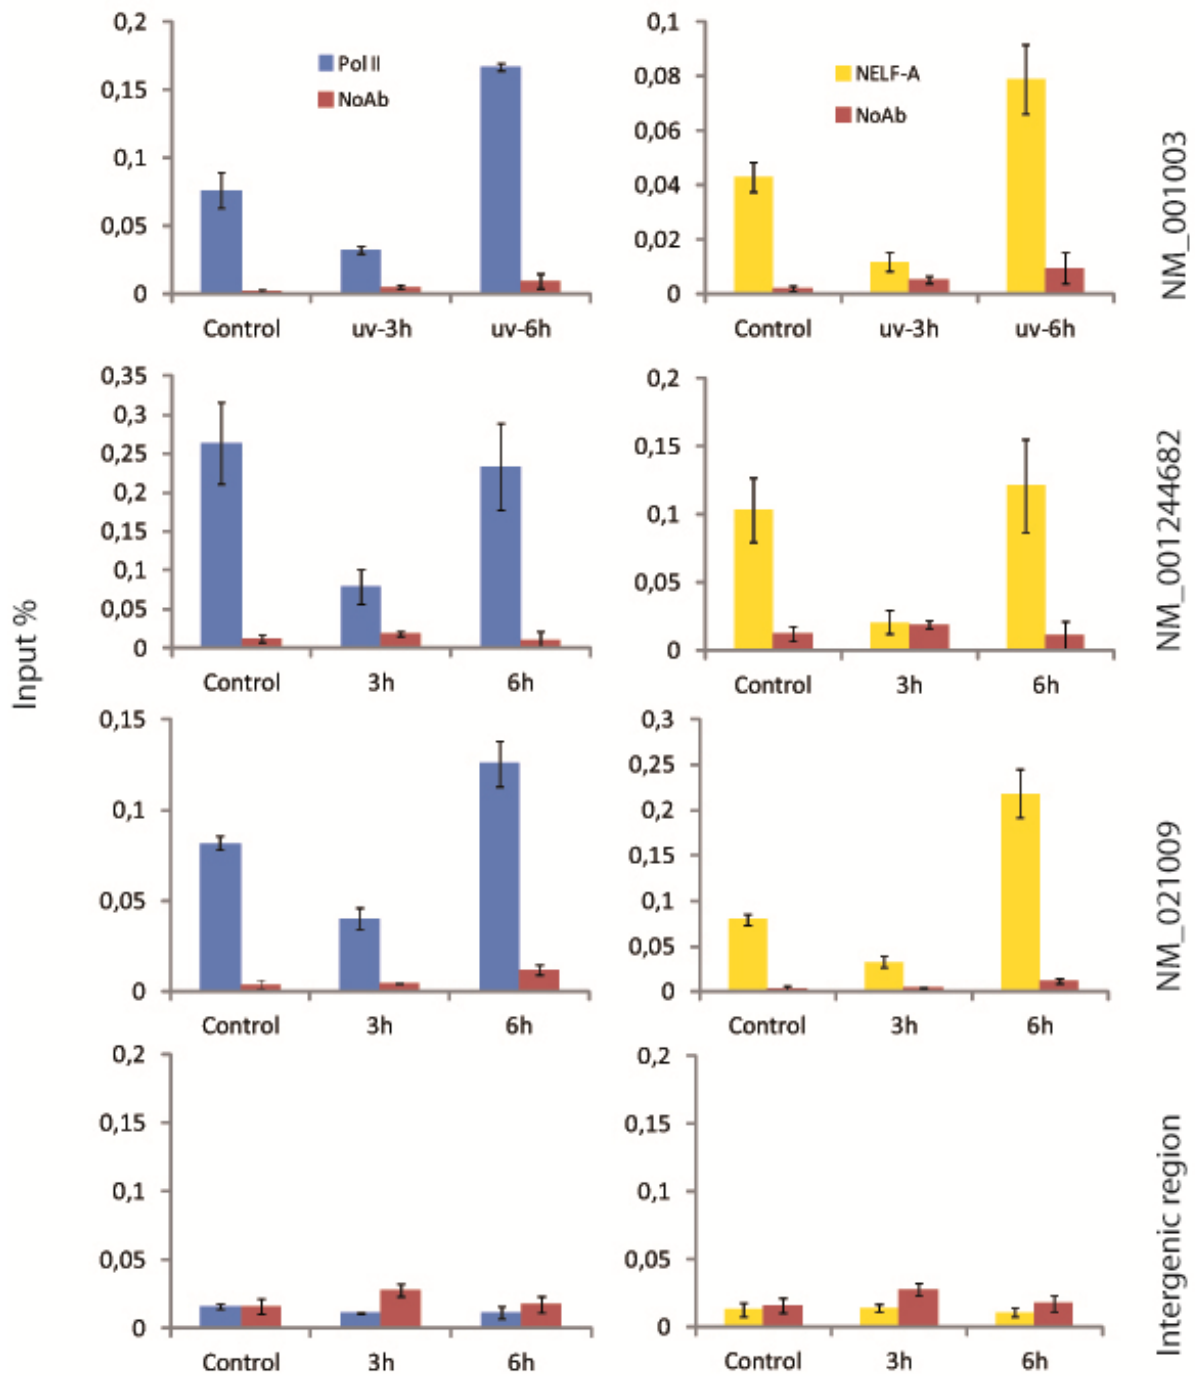 Input %
0,2
0,15
0,1
0,05
0
Pol II
NoAb
Control uv-3h uv-6h
0,1
0,08
0,06
0,04
0,02
0
NELF-A
NoAb
Control uv-3h uv-6h
NM_001003
0,35
0,3
0,25
0,2
0,15
0,1
0,05
0
Control 3h 6h
0,2
0,15
0,1
0,05
0
Control 3h 6h
NM_001244682
0,15
0,1
0,05
0
Control 3h 6h
0,3
0,25
0,2
0,15
0,1
0,05
0
Control 3h 6h
NM_021009
0,2
0,15
0,1
0,05
0
Control 3h 6h
0,2
0,15
0,1
0,05
0
Control 3h 6h
Intergenic region